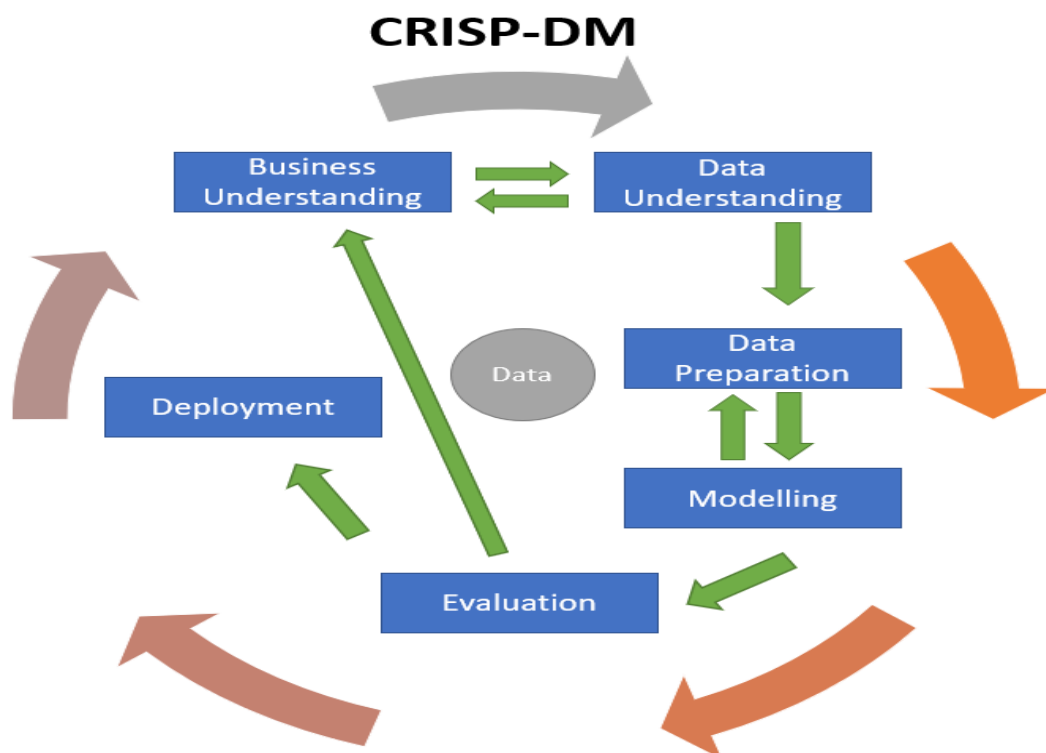 CRISP-DM
Business
Understanding
Data
Understanding
Data
Preparation
Data
Deployment
Modelling
Evaluation